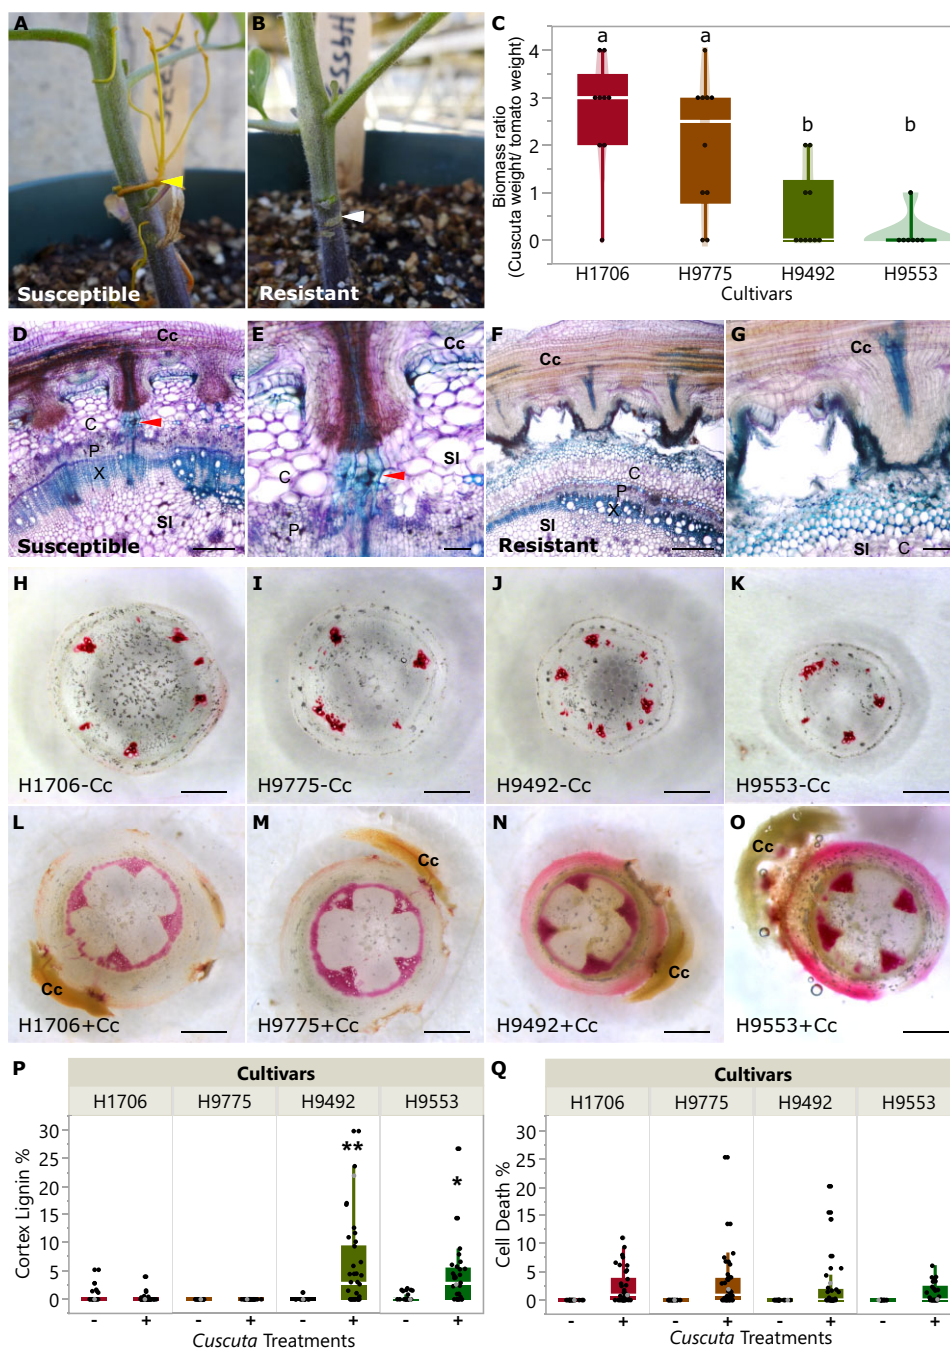 A
B
C
Susceptible
Resistant
Biomass ratio
(Cuscuta weight/ tomato weight)
4
3
2
1
0
a
a
b
b
H1706
H9775
H9492
H9553
Cultivars
D
Cc
C
P
X
Sl
Susceptible
E
Cc
Sl
C
P
F
Cc
C
P
X
Sl
Resistant
G
Cc
Sl
C
H
H1706-Cc
I
H9775-Cc
J
H9492-Cc
K
H9553-Cc
L
Cc
H1706+Cc
M
Cc
H9775+Cc
N
Cc
H9492+Cc
O
Cc
H9553+Cc
P
Cultivars
H1706
H9775
H9492
H9553
Cortex Lignin %
30
25
20
15
10
5
0
**
*
- + - + - + - +
Cuscuta Treatments
Q
Cultivars
H1706
H9775
H9492
H9553
Cell Death %
30
25
20
15
10
5
0
- + - + - + - +
Cuscuta Treatments